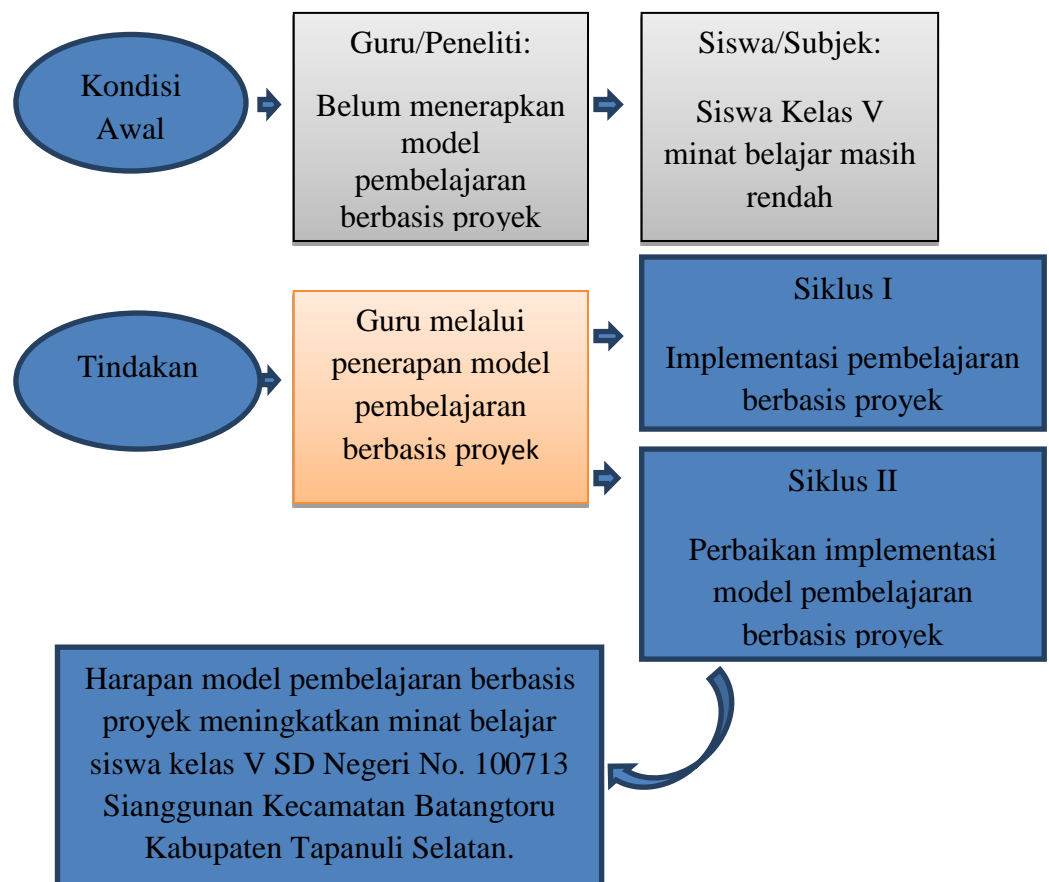 Kondisi
Awal
Guru/Peneliti:
Belum menerapkan
model
pembelajaran
berbasis proyek
Siswa/Subjek:
Siswa Kelas V
minat belajar masih
rendah
Tindakan
Guru melalui
penerapan model
pembelajaran
berbasis proyek
Siklus I
Implementasi pembelajaran
berbasis proyek
Siklus II
Perbaikan implementasi
model pembelajaran
berbasis proyek
Harapan model pembelajaran berbasis
proyek meningkatkan minat belajar
siswa kelas V SD Negeri No. 100713
Sianggunan Kecamatan Batangtoru
Kabupaten Tapanuli Selatan.